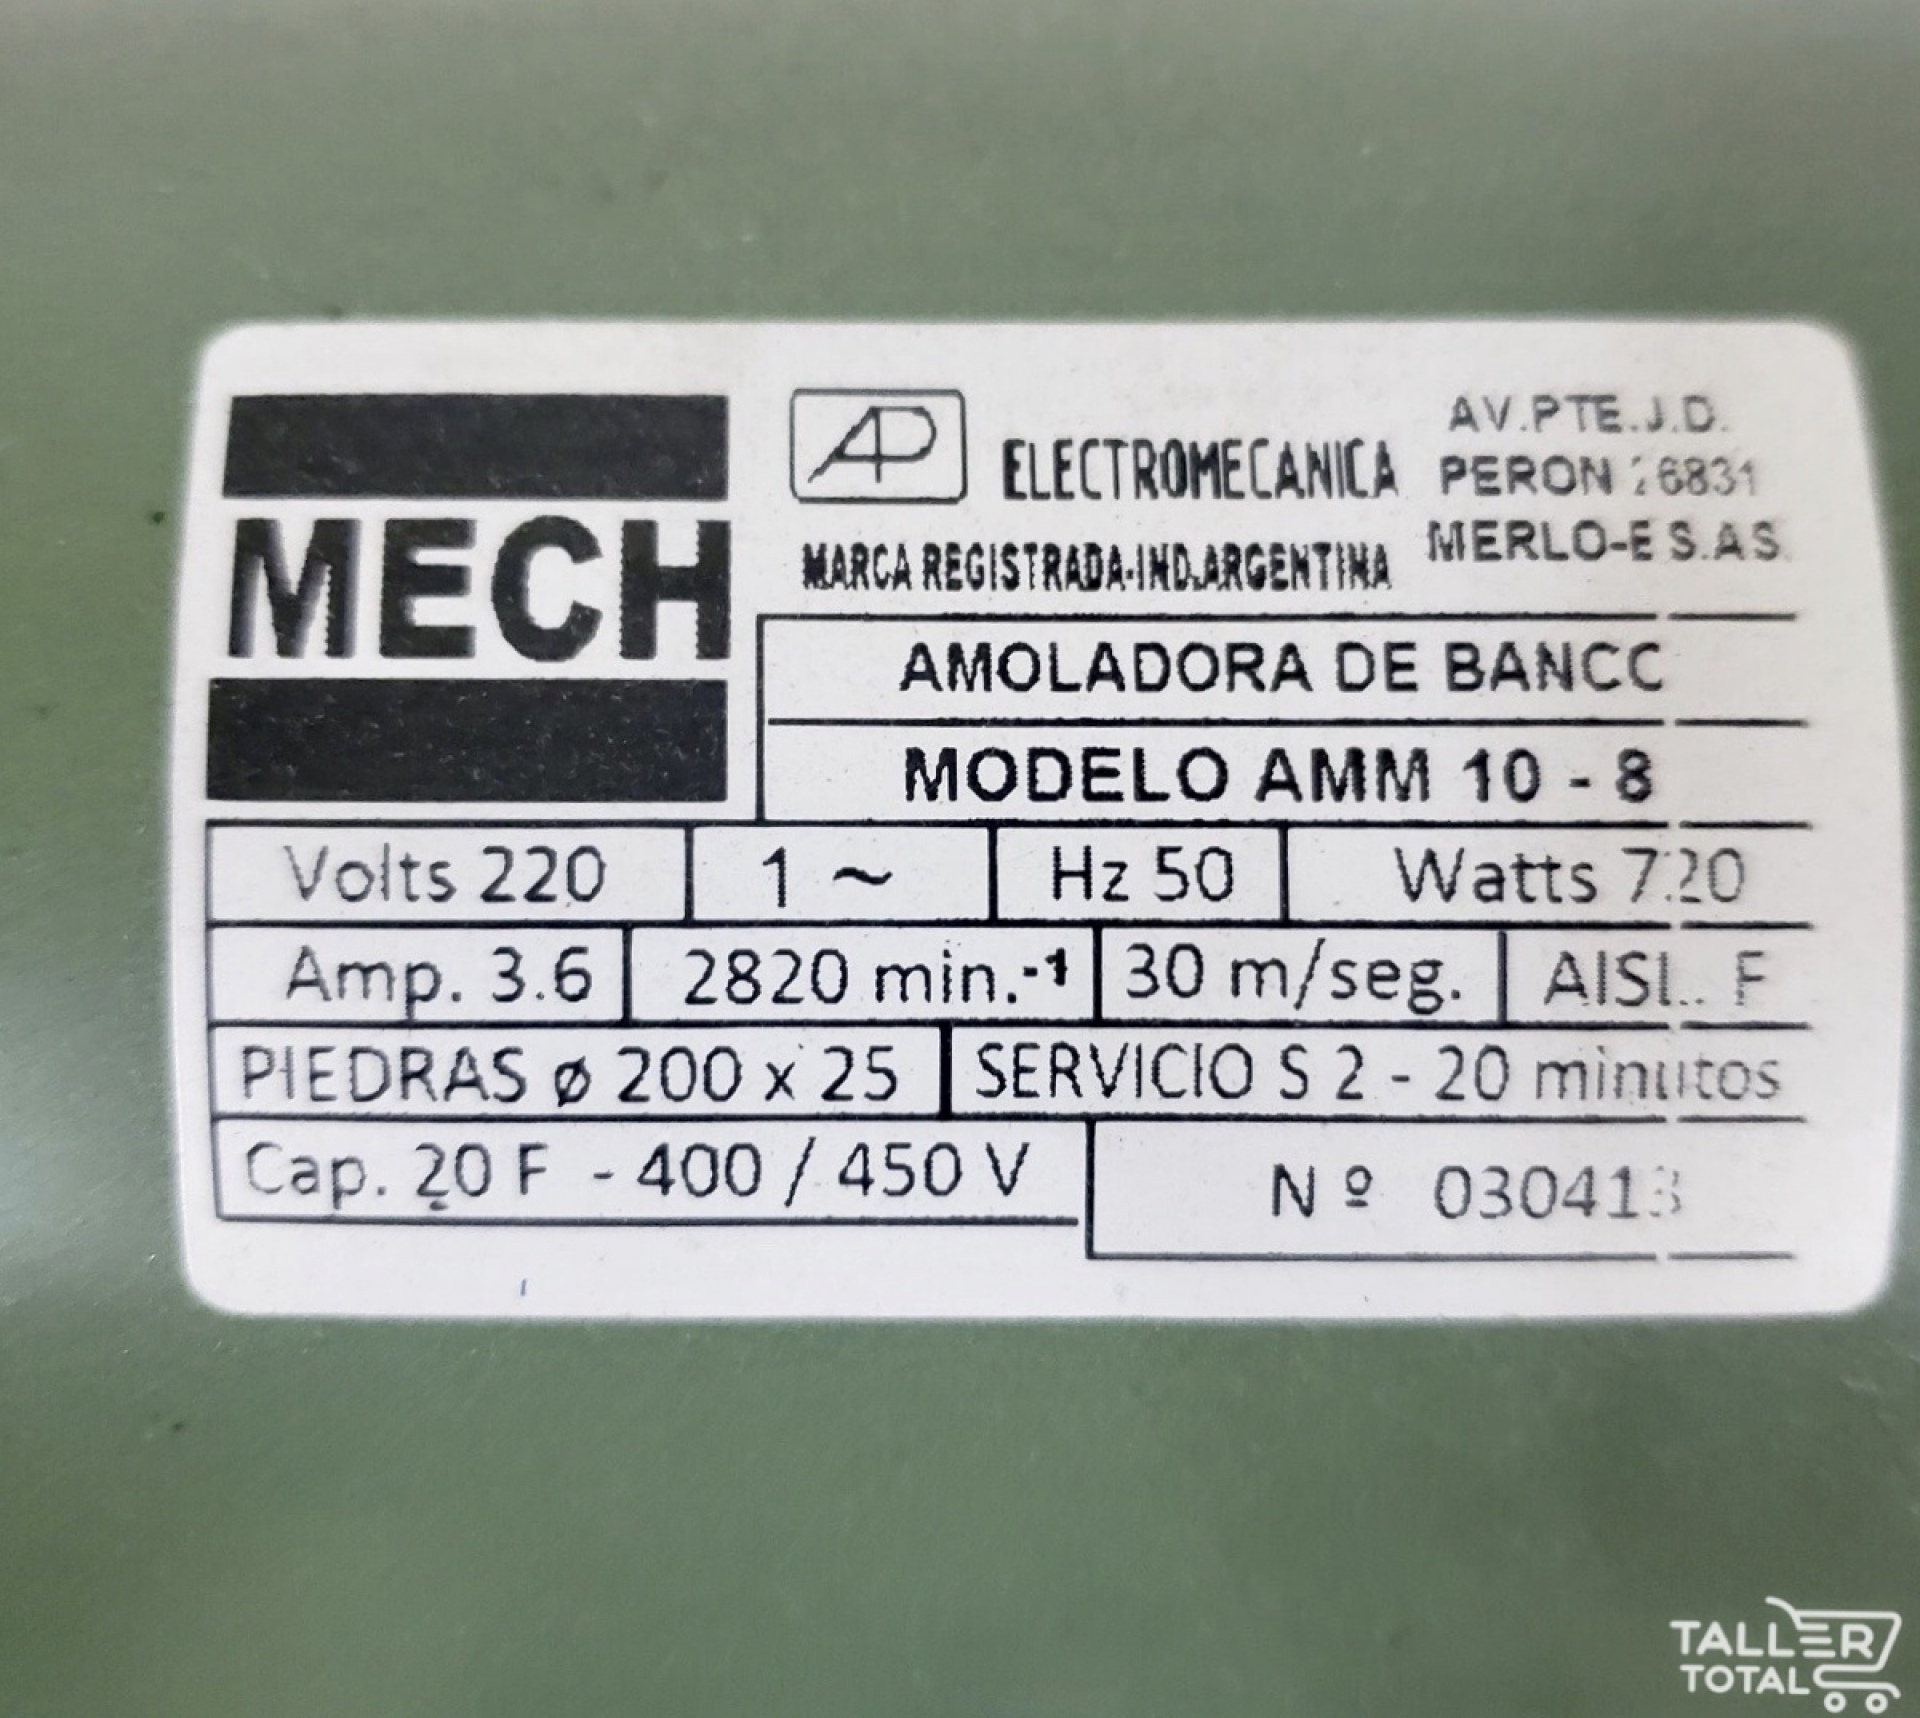 MECH
AP ELECTROMECANICA
MARCA REGISTRADA-IND.ARGENTINA
AV.PTE.J.D.
PERON 26831
MERLO-E S.A S.
AMOLADORA DE BANCO
MODELO AMM 10 - 8
Volts 220 1 ~ Hz 50 Watts 720
Amp. 3.6 2820 min.-1 30 m/seg. AISL. F
PIEDRAS ø 200 x 25 SERVICIO S 2 - 20 minutos
Cap. 20 F - 400 / 450 V Nº 030413
TALLER
TOTAL